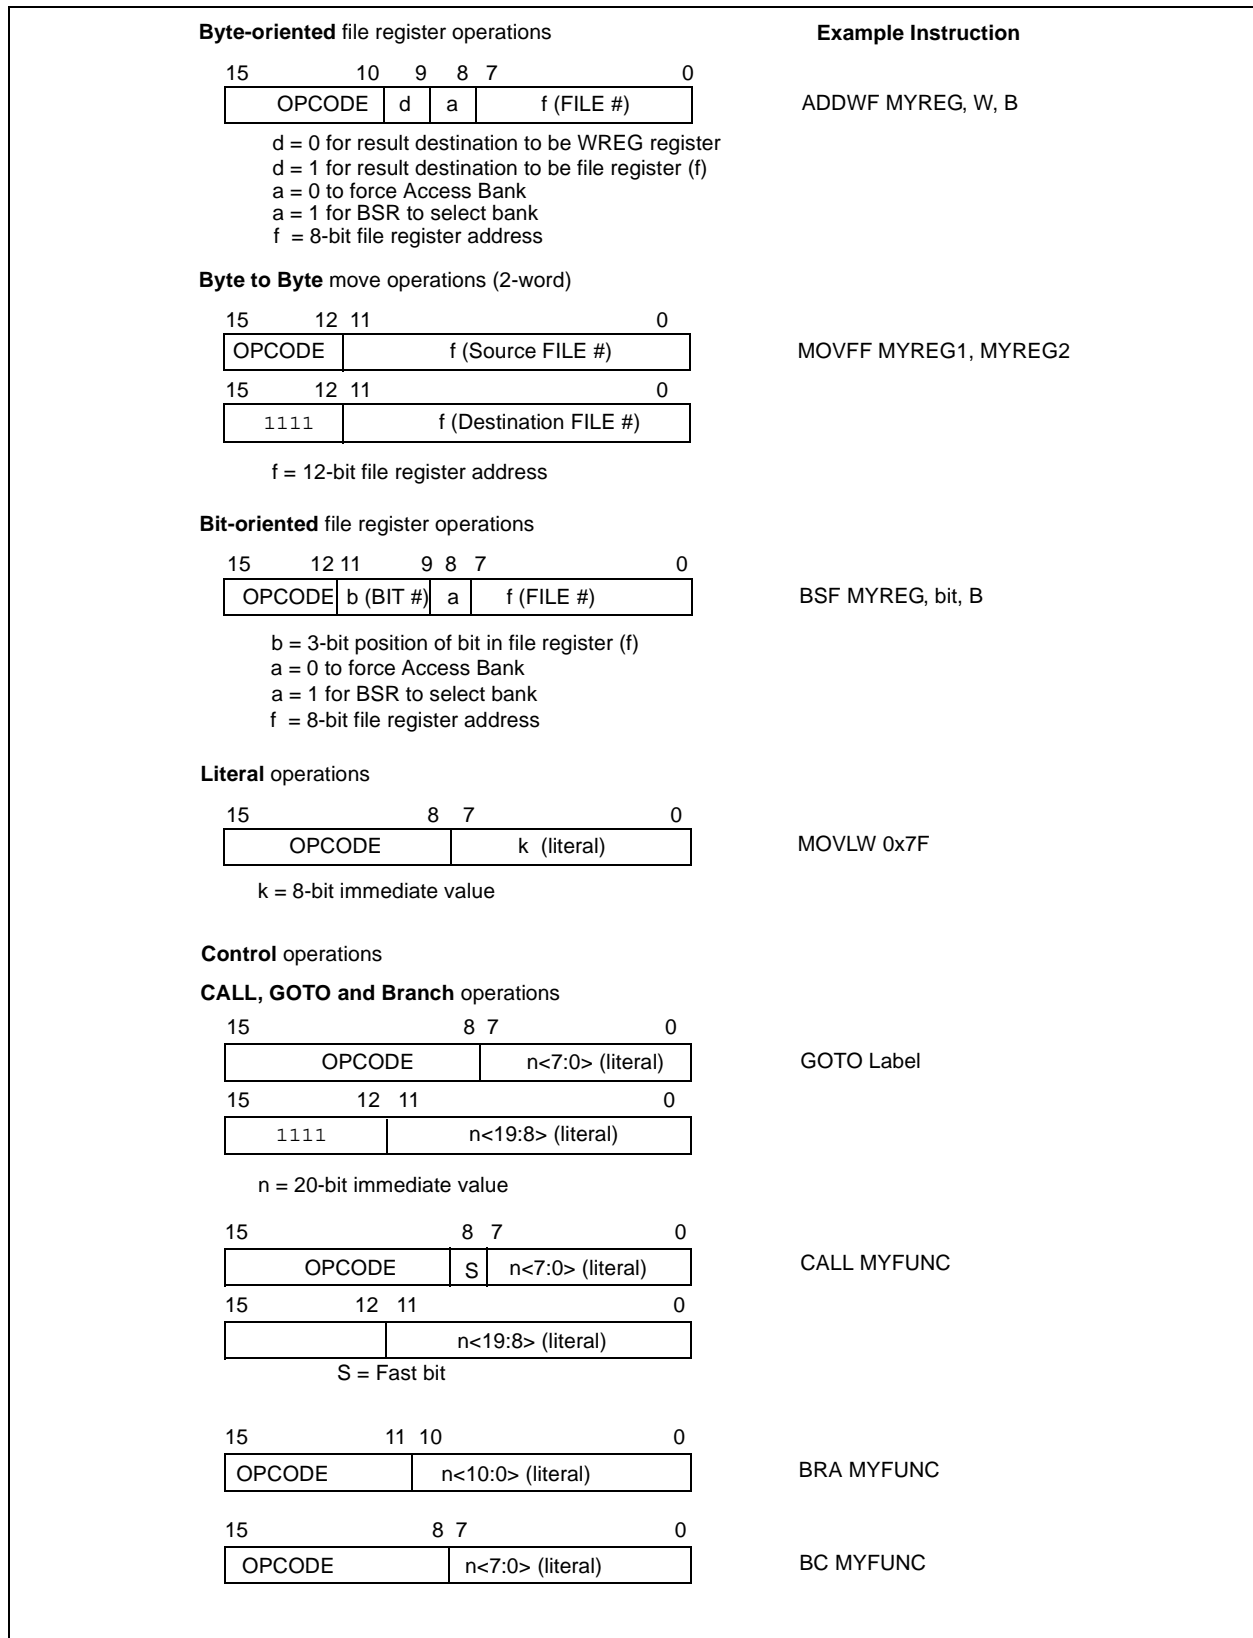 Byte-oriented file register operations Example Instruction
15 10 9 8 7 0
OPCODE d a f (FILE #) ADDWF MYREG, W, B
d = 0 for result destination to be WREG register
d = 1 for result destination to be file register (f)
a = 0 to force Access Bank
a = 1 for BSR to select bank
f = 8-bit file register address
Byte to Byte move operations (2-word)
15 12 11 0
OPCODE f (Source FILE #) MOVFF MYREG1, MYREG2
15 12 11 0
1111 f (Destination FILE #)
f = 12-bit file register address
Bit-oriented file register operations
15 12 11 9 8 7 0
OPCODE b (BIT #) a f (FILE #) BSF MYREG, bit, B
b = 3-bit position of bit in file register (f)
a = 0 to force Access Bank
a = 1 for BSR to select bank
f = 8-bit file register address
Literal operations
15 8 7 0
OPCODE k (literal) MOVLW 0x7F
k = 8-bit immediate value
Control operations
CALL, GOTO and Branch operations
15 8 7 0
OPCODE n<7:0> (literal) GOTO Label
15 12 11 0
1111 n<19:8> (literal)
n = 20-bit immediate value
15 8 7 0
OPCODE S n<7:0> (literal) CALL MYFUNC
15 12 11 0
n<19:8> (literal)
S = Fast bit
15 11 10 0
OPCODE n<10:0> (literal) BRA MYFUNC
15 8 7 0
OPCODE n<7:0> (literal) BC MYFUNC